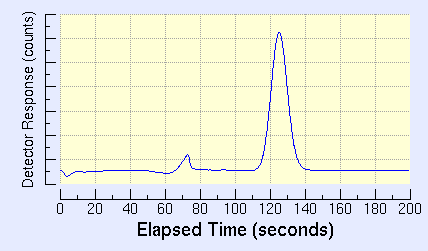 Detector Response (counts)
0 20 40 60 80 100 120 140 160 180 200
Elapsed Time (seconds)